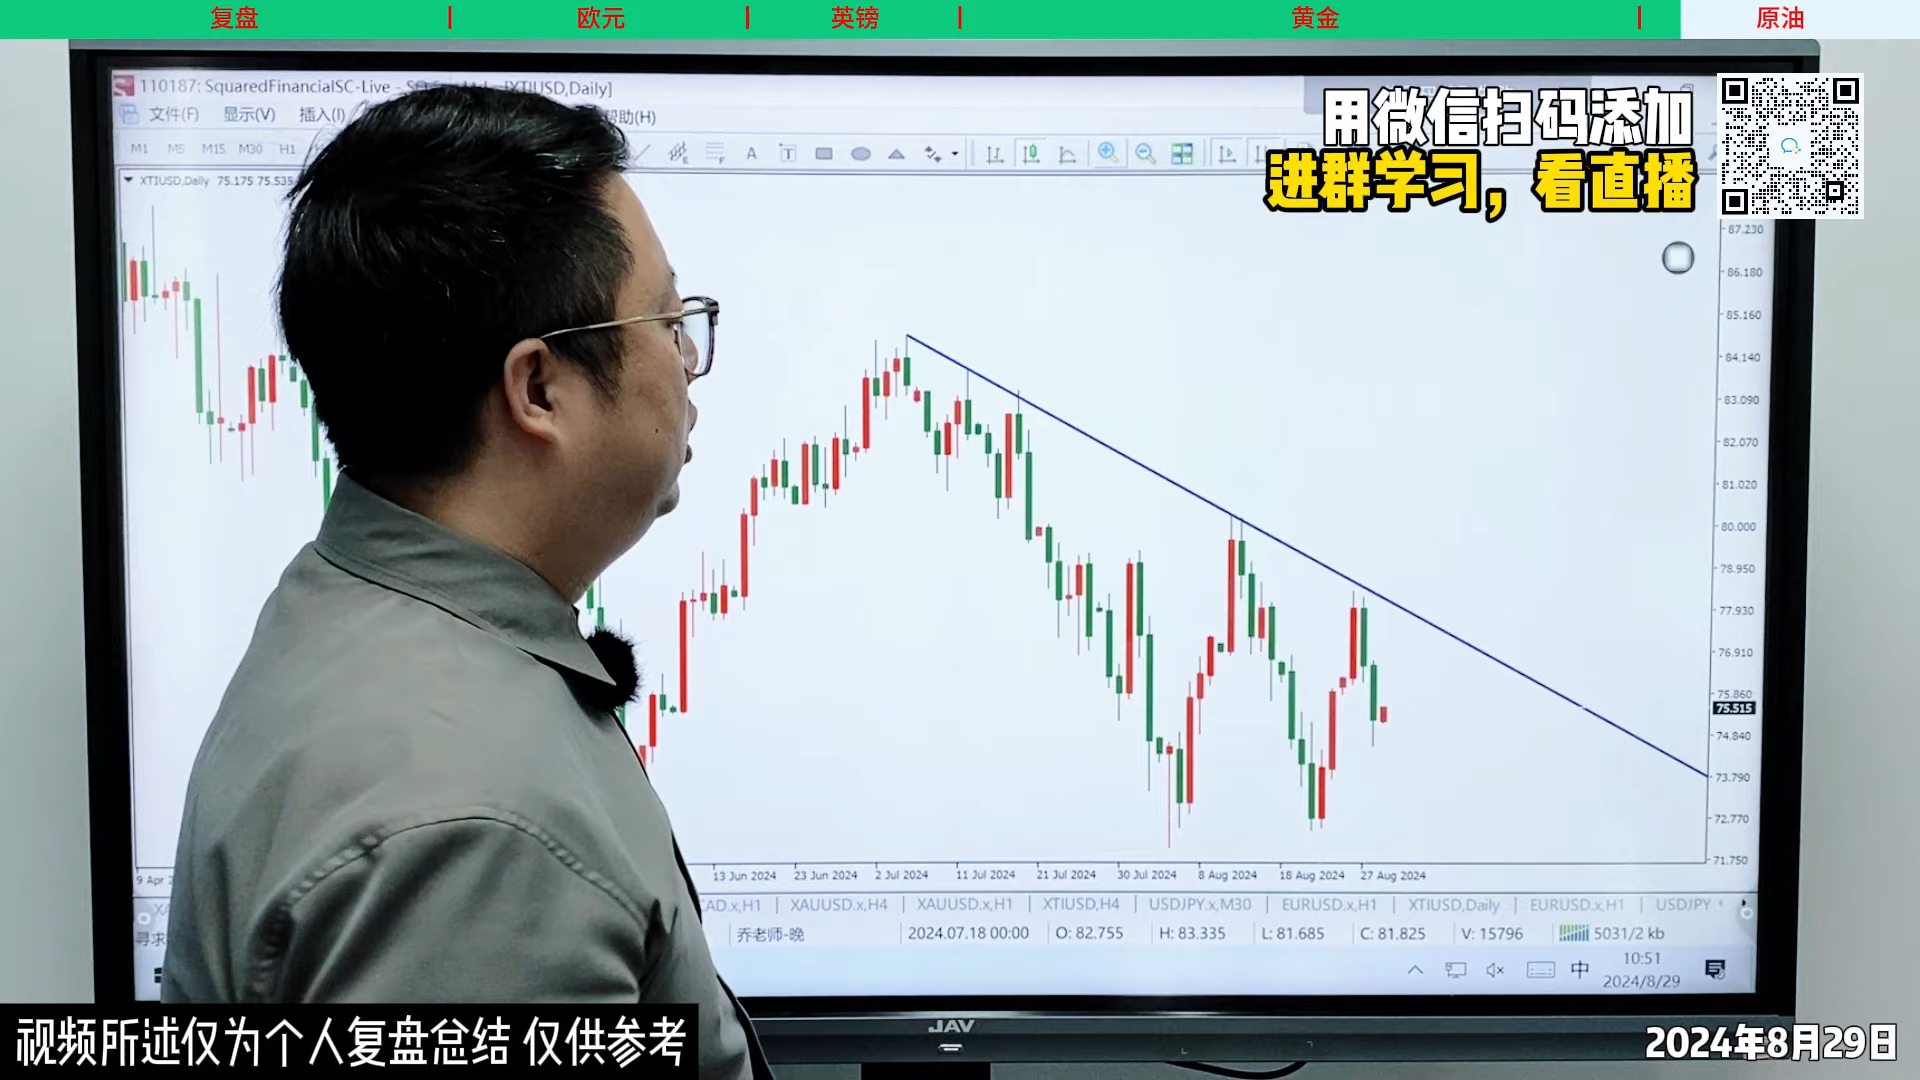 复盘 | 欧元 | 英镑 | 黄金 | 原油
110187: SquaredFinancialSC-Live - [XTIUSD,Daily]
用微信扫码添加
进群学习，看直播
文件(F) 显示(V) 插入(I) 帮助(H)
M1 M5 M15 M30 H1
A T
XTIUSD,Daily 75.175 75.535
87.230
86.180
85.160
84.140
83.090
82.070
81.020
80.000
78.950
77.930
76.910
75.860
75.515
74.840
73.790
72.770
71.750
9 Apr 13 Jun 2024 23 Jun 2024 2 Jul 2024 11 Jul 2024 21 Jul 2024 30 Jul 2024 8 Aug 2024 18 Aug 2024 27 Aug 2024
CAD.x,H1 | XAUUSD.x,H4 | XAUUSD.x,H1 | XTIUSD,H4 | USDJPY.x,M30 | EURUSD.x,H1 | XTIUSD,Daily | EURUSD.x,H1 | USDJPY
寻求 乔老师-晚 2024.07.18 00:00 O: 82.755 H: 83.335 L: 81.685 C: 81.825 V: 15796 5031/2 kb
中 10:51
2024/8/29
JAV
视频所述仅为个人复盘总结 仅供参考
2024年8月29日